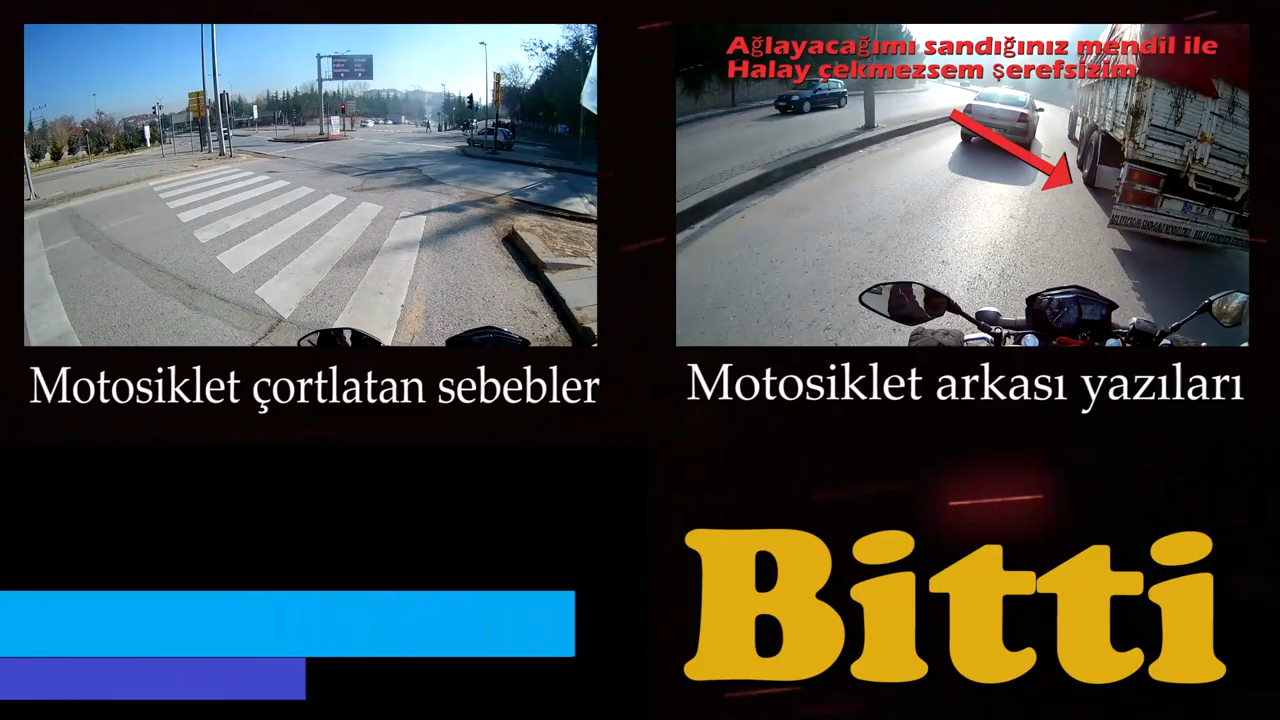 Ağlayacağımı sandığınız mendil ile
Halay çekmezsem şerefsizim
Motosiklet çortlatan sebebler
Motosiklet arkası yazıları
Bitti